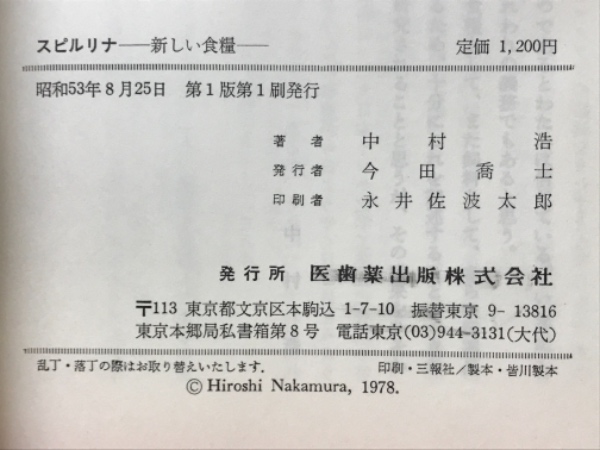 スピルリナ――新しい食糧―― 定価 1,200円
昭和53年8月25日 第1版第1刷発行
著者 中村浩
発行者 今田喬士
印刷者 永井佐波太郎
発行所 医歯薬出版株式会社
〒113 東京都文京区本駒込 1-7-10 振替東京 9-13816
東京本郷局私書箱第8号 電話東京(03)944-3131(大代)
乱丁・落丁の際はお取り替えいたします. 印刷・三報社/製本・皆川製本
© Hiroshi Nakamura, 1978.